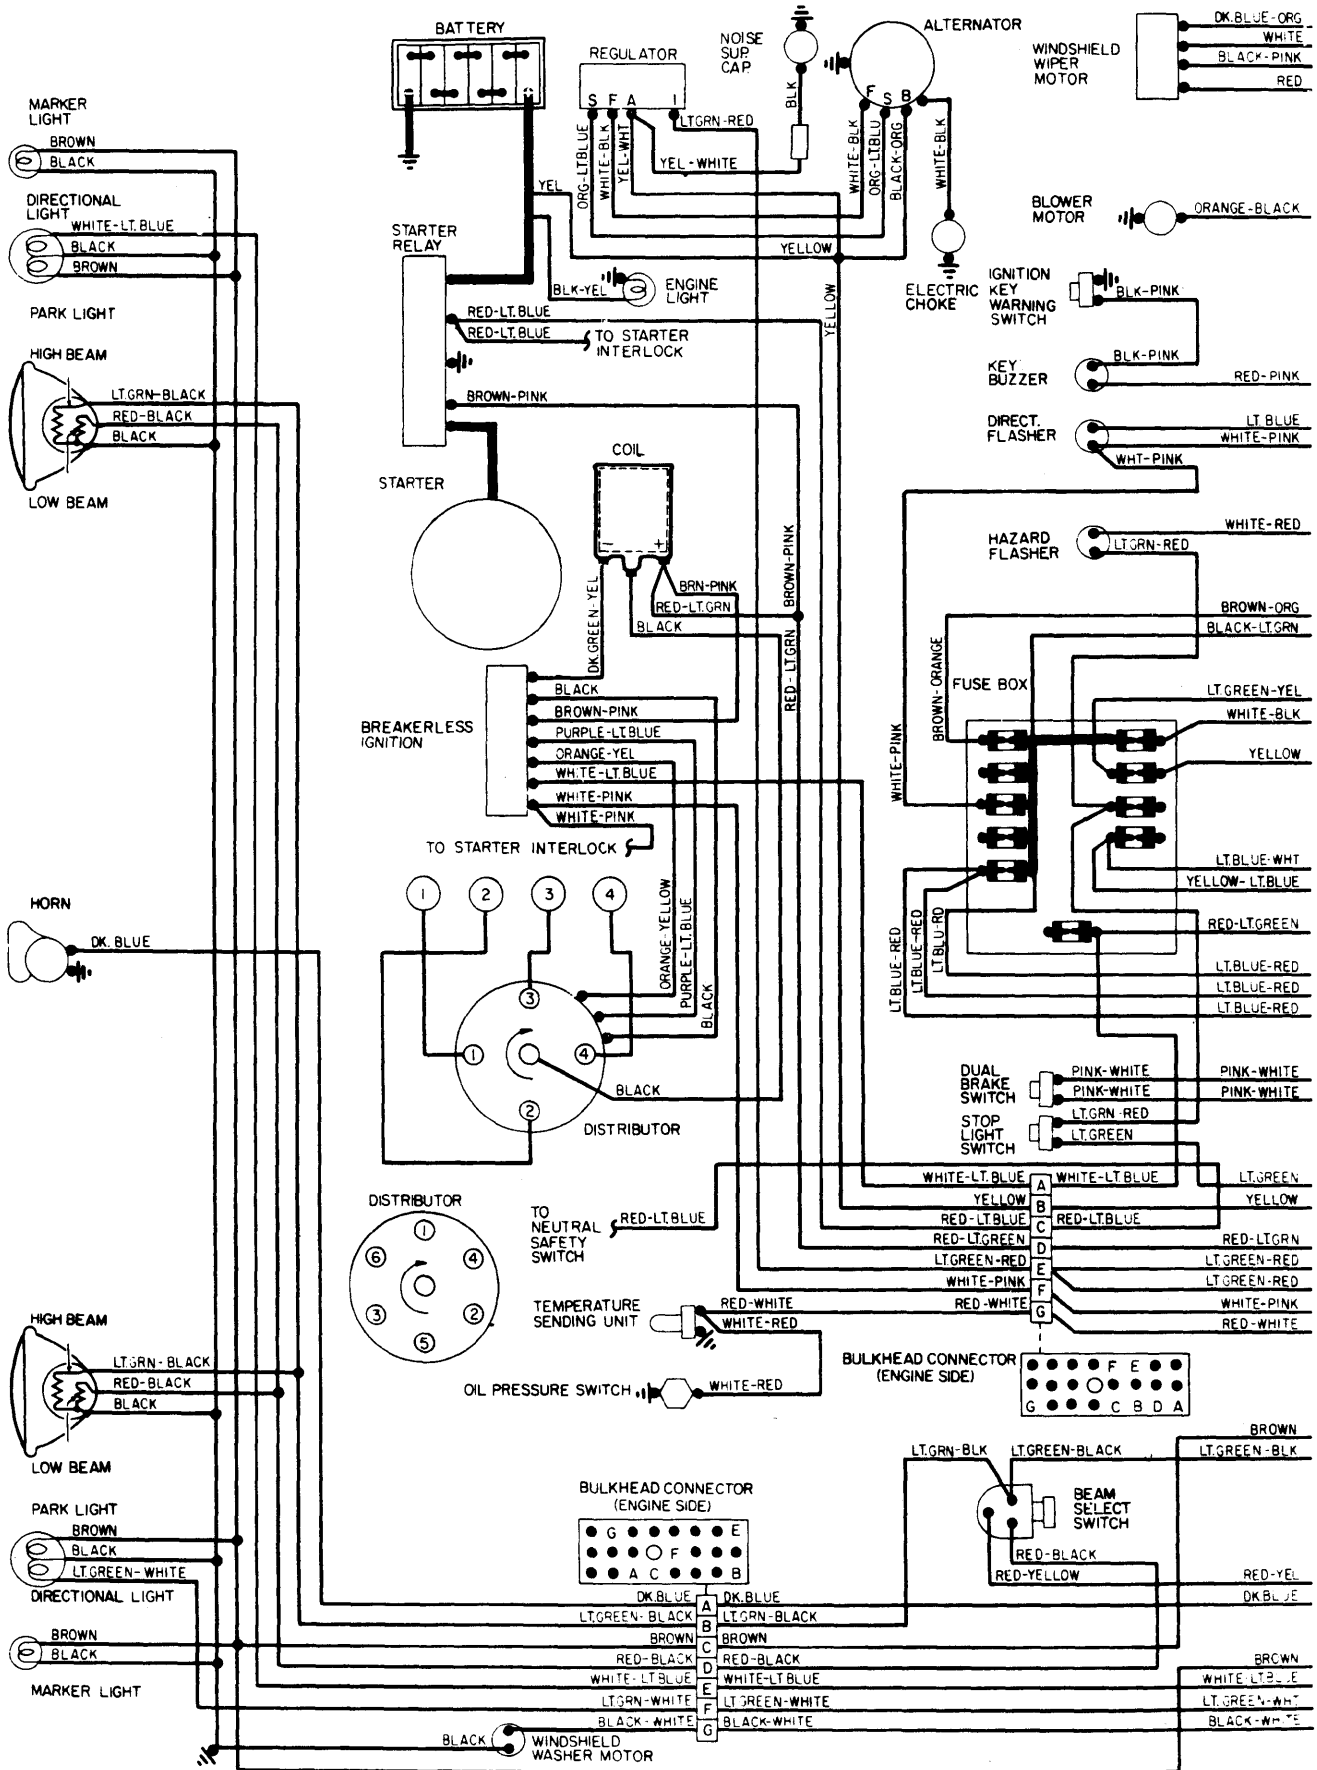 BATTERY
MARKER
LIGHT
BROWN
BLACK
DIRECTIONAL
LIGHT
WHITE-LT.BLUE
BLACK
BROWN
PARK LIGHT
HIGH BEAM
LT.GRN-BLACK
RED-BLACK
BLACK
LOW BEAM
HORN
DK. BLUE
HIGH BEAM
LT.GRN-BLACK
RED-BLACK
BLACK
LOW BEAM
PARK LIGHT
BROWN
BLACK
LT.GREEN-WHITE
DIRECTIONAL LIGHT
BROWN
BLACK
MARKER LIGHT
REGULATOR
S F A I
LTGRN-RED
ORG-LTBLUE
WHITE-BLK
YEL-WHT
YEL-WHITE
NOISE
SUP.
CAP.
BLK
ALTERNATOR
F S B
WHITE-BLK
ORG-LTBLU
BLACK-ORG
WHITE-BLK
ELECTRIC
CHOKE
YEL
YELLOW
YELLOW
STARTER
RELAY
BLK-YEL
ENGINE
LIGHT
RED-LT.BLUE
RED-LT.BLUE
TO STARTER
INTERLOCK
BROWN-PINK
STARTER
COIL
- +
DK.GREEN-YEL
BRN-PINK
RED-LT.GRN
BLACK
BROWN-PINK
RED-LT.GRN
BREAKERLESS
IGNITION
BLACK
BROWN-PINK
PURPLE-LTBLUE
ORANGE-YEL
WHITE-LT.BLUE
WHITE-PINK
WHITE-PINK
TO STARTER INTERLOCK
1 2 3 4
ORANGE-YELLOW
PURPLE-LT.BLUE
BLACK
3
1
4
2
BLACK
DISTRIBUTOR
DISTRIBUTOR
1
6
4
3
2
5
TO
NEUTRAL
SAFETY
SWITCH
RED-LT.BLUE
TEMPERATURE
SENDING UNIT
RED-WHITE
WHITE-RED
OIL PRESSURE SWITCH
WHITE-RED
WINDSHIELD
WIPER
MOTOR
DK.BLUE-ORG
WHITE
BLACK-PINK
RED
BLOWER
MOTOR
ORANGE-BLACK
IGNITION
KEY
WARNING
SWITCH
BLK-PINK
KEY
BUZZER
BLK-PINK
RED-PINK
DIRECT.
FLASHER
LT. BLUE
WHITE-PINK
WHT-PINK
HAZARD
FLASHER
WHITE-RED
LTGRN-RED
BROWN-ORG
BLACK-LT.GRN
WHITE-PINK
BROWN-ORANGE
FUSE BOX
LT.GREEN-YEL
WHITE-BLK
YELLOW
LT.BLUE-WHT
YELLOW-LT.BLUE
RED-LT.GREEN
LT.BLUE-RED
LT.BLUE-RED
LT.BLU-RD
LT.BLUE-RED
LT.BLUE-RED
LT.BLUE-RED
DUAL
BRAKE
SWITCH
PINK-WHITE PINK-WHITE
PINK-WHITE PINK-WHITE
STOP
LIGHT
SWITCH
LT.GRN-RED
LT.GREEN
WHITE-LT.BLUE A WHITE-LT.BLUE LT.GREEN
YELLOW B YELLOW
RED-LT.BLUE C RED-LT.BLUE
RED-LT.GREEN D RED-LTGRN
LT.GREEN-RED E LT.GREEN-RED
LT.GREEN-RED
WHITE-PINK F WHITE-PINK
RED-WHITE G RED-WHITE
BULKHEAD CONNECTOR
(ENGINE SIDE)
F E
G C B D A
BROWN
LT.GRN-BLK LT.GREEN-BLACK LT.GREEN-BLK
BEAM
SELECT
SWITCH
RED-BLACK
RED-YELLOW RED-YEL
BULKHEAD CONNECTOR
(ENGINE SIDE)
G E
F
A C B
DK.BLUE A DK.BLUE
LT.GREEN-BLACK B LT.GRN-BLACK
BROWN C BROWN
RED-BLACK D RED-BLACK BROWN
WHITE-LT.BLUE E WHITE-LT.BLUE
LT.GRN-WHITE F LT.GREEN-WHITE
BLACK-WHITE G BLACK-WHITE
BLACK
WINDSHIELD
WASHER MOTOR